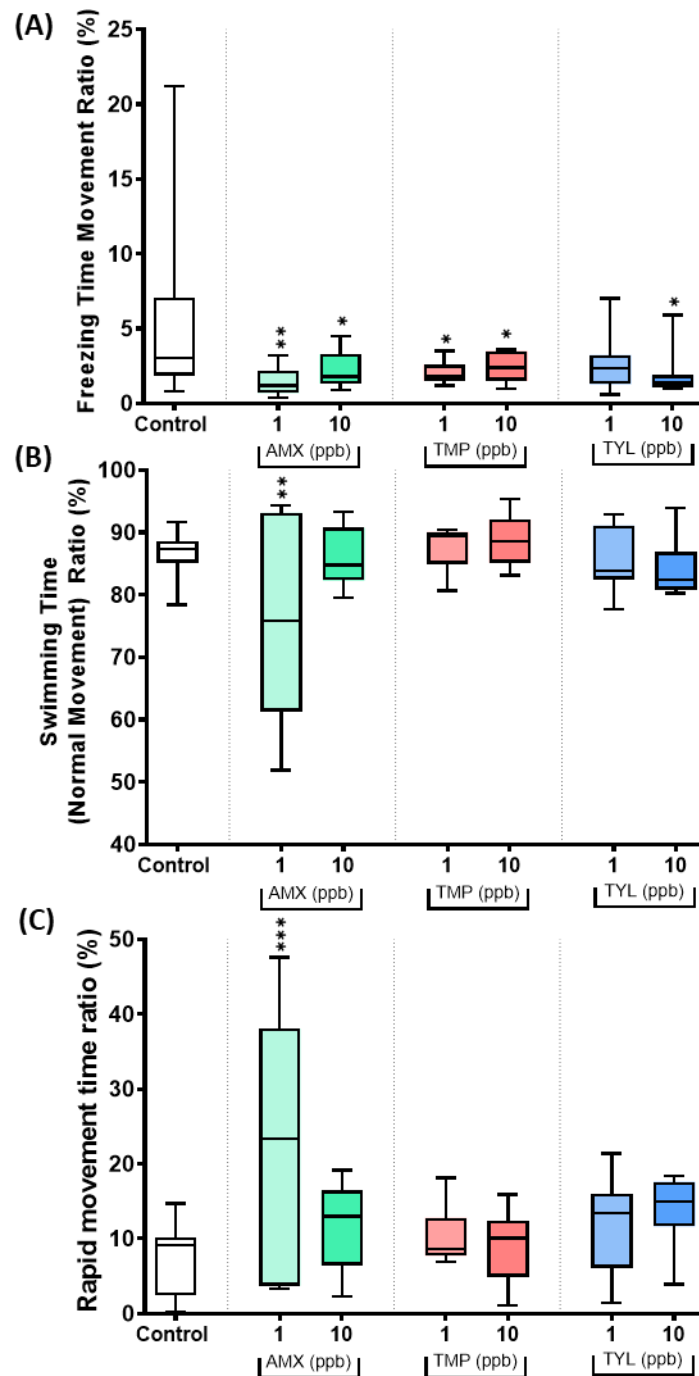 (A)
Freezing Time Movement Ratio (%)
25
20
15
10
5
0
** * * * *
Control 1 10 1 10 1 10
AMX (ppb) TMP (ppb) TYL (ppb)
(B)
Swimming Time
(Normal Movement) Ratio (%)
100
90
80
70
60
50
40
**
Control 1 10 1 10 1 10
AMX (ppb) TMP (ppb) TYL (ppb)
(C)
Rapid movement time ratio (%)
50
40
30
20
10
0
***
Control 1 10 1 10 1 10
AMX (ppb) TMP (ppb) TYL (ppb)